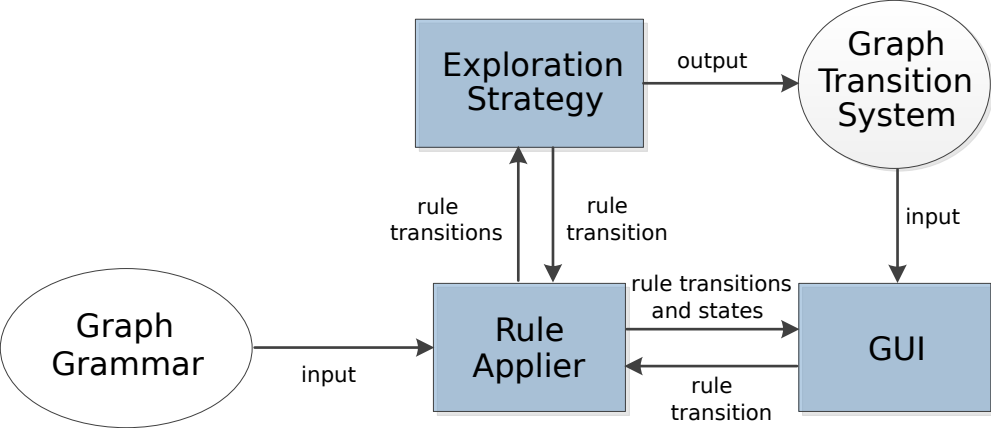 Exploration
Strategy
output
Graph
Transition
System
rule
transitions
rule
transition
input
Graph
Grammar
input
Rule
Applier
rule transitions
and states
rule
transition
GUI